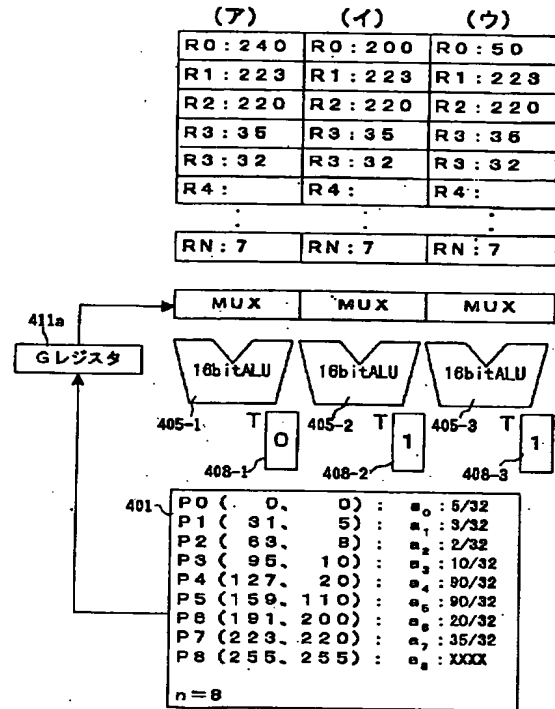 (ア) (イ) (ウ)
R0:240 R0:200 R0:50
R1:223 R1:223 R1:223
R2:220 R2:220 R2:220
R3:35 R3:35 R3:35
R3:32 R3:32 R3:32
R4: R4: R4:
RN:7 RN:7 RN:7
MUX MUX MUX
411a
Gレジスタ
16bitALU 16bitALU 16bitALU
405-1 T 405-2 T 405-3 T
0 1 1
408-1 408-2 408-3
401
P0( 0、 0): a₀:5/32
P1( 31、 5): a₁:3/32
P2( 63、 8): a₂:2/32
P3( 95、 10): a₃:10/32
P4(127、 20): a₄:90/32
P5(159、110): a₅:90/32
P6(191、200): a₆:20/32
P7(223、220): a₇:35/32
P8(255、255): a₈:XXXX
n=8